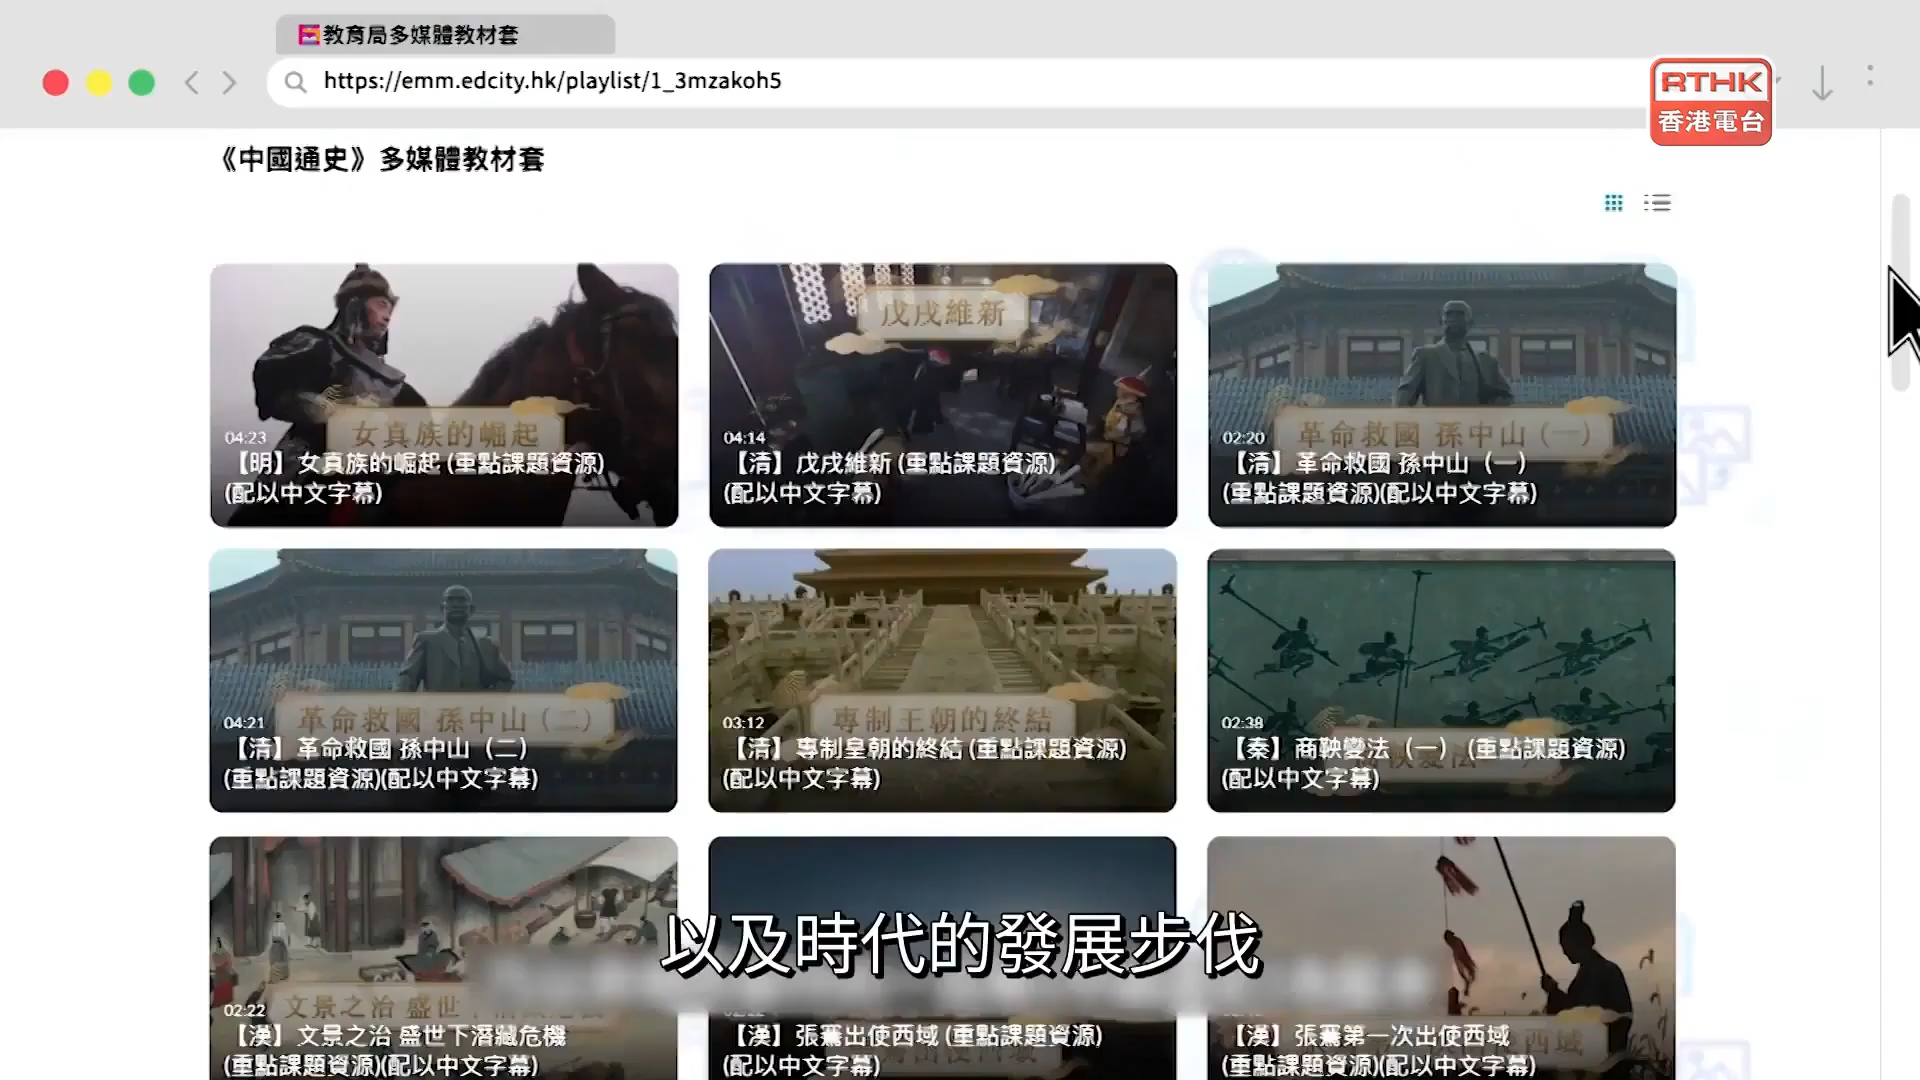 教育局多媒體教材套
https://emm.edcity.hk/playlist/1_3mzakoh5
RTHK
香港電台
《中國通史》多媒體教材套
女真族的崛起
04:23
【明】女真族的崛起 (重點課題資源)
(配以中文字幕)
戊戌維新
04:14
【清】戊戌維新 (重點課題資源)
(配以中文字幕)
革命救國 孫中山 (一)
02:20
【清】革命救國 孫中山（一）
(重點課題資源)(配以中文字幕)
革命救國 孫中山 (二)
04:21
【清】革命救國 孫中山（二）
(重點課題資源)(配以中文字幕)
專制王朝的終結
03:12
【清】專制皇朝的終結 (重點課題資源)
(配以中文字幕)
02:38
【秦】商鞅變法（一） (重點課題資源)
(配以中文字幕)
文景之治 盛世
02:22
【漢】文景之治 盛世下潛藏危機
(重點課題資源)(配以中文字幕)
【漢】張騫出使西域 (重點課題資源)
(配以中文字幕)
西域
【漢】張騫第一次出使西域
(重點課題資源)(配以中文字幕)
以及時代的發展步伐